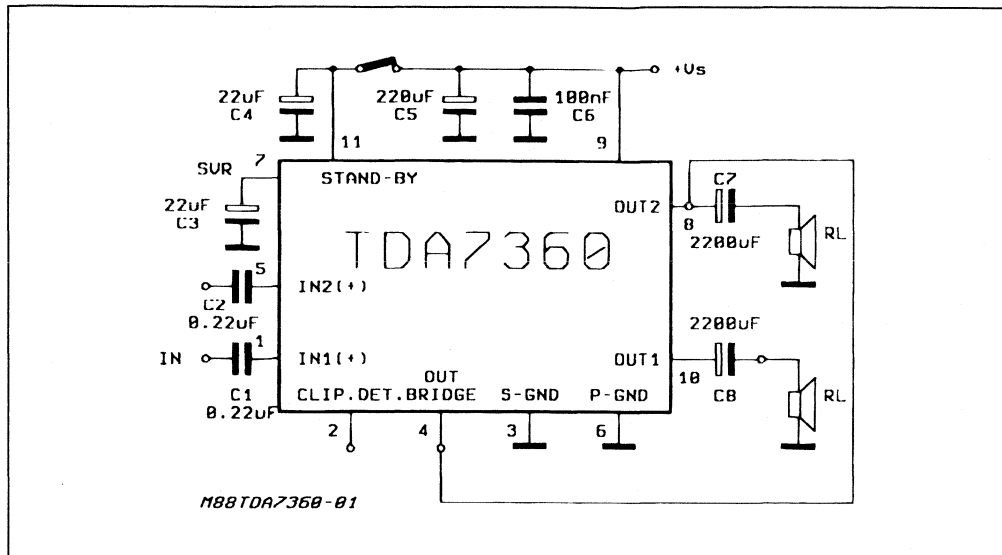 +Vs
22uF
C4
220uF
C5
100nF
C6
11
9
7
SVR
STAND-BY
22uF
C3
OUT2
8
C7
2200uF
RL
TDA7360
5
C2
0.22uF
IN2(+)
IN
1
IN1(+)
C1
0.22uF
2200uF
OUT1
10
C8
RL
OUT
CLIP.DET.BRIDGE
S-GND
P-GND
2
4
3
6
M88TDA7360-01